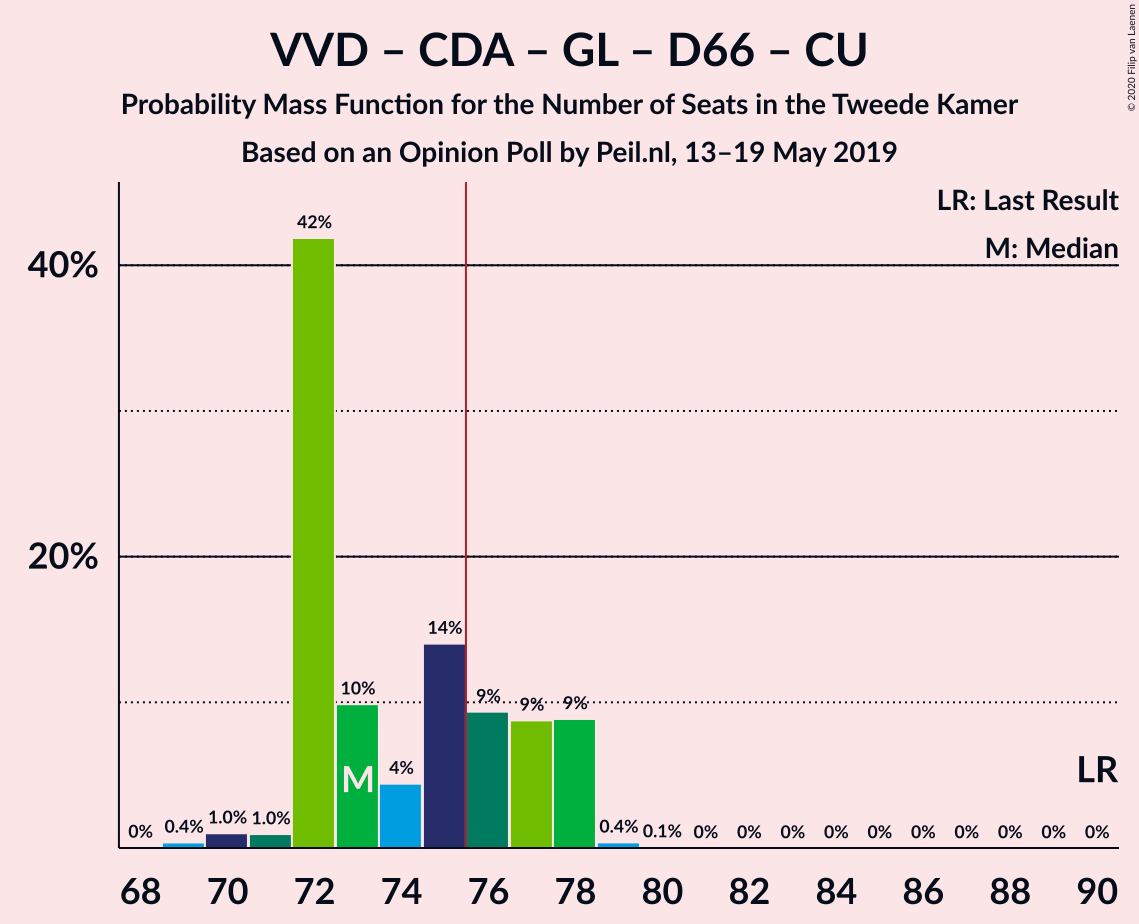 VVD – CDA – GL – D66 – CU
Probability Mass Function for the Number of Seats in the Tweede Kamer
Based on an Opinion Poll by Peil.nl, 13–19 May 2019
© 2020 Filip van Laenen
LR: Last Result
M: Median
40%
20%
0% 0.4% 1.0% 1.0% 42% 10% 4% 14% 9% 9% 9% 0.4% 0.1% 0% 0% 0% 0% 0% 0% 0% 0% 0% 0%
M
LR
68 70 72 74 76 78 80 82 84 86 88 90